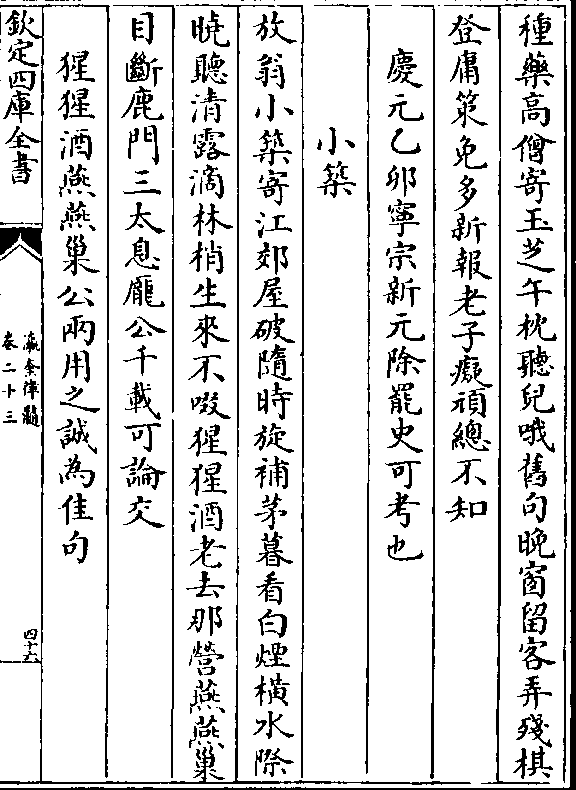 種藥高僧寄玉芝午枕聽兒哦舊句晚窗留客弄殘棋
登庸策免多新報老子癡頑總不知
慶元乙卯寧宗新元除罷史可考也
小築
放翁小築寄江郊屋破隨時旋補茅暮看白煙橫水際
曉聽清露滴林梢生來不啜猩猩酒老去那營燕燕巢
目斷鹿門三太息龐公千載可論交
猩猩酒燕燕巢公兩用之誠為佳句
欽定四庫全書
瀛奎律髓
卷二十三
四十六